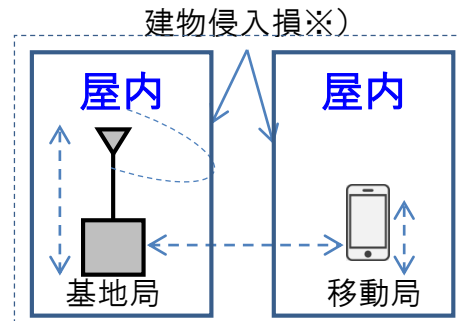 建物侵入損※）
屋内
屋内
基地局
移動局